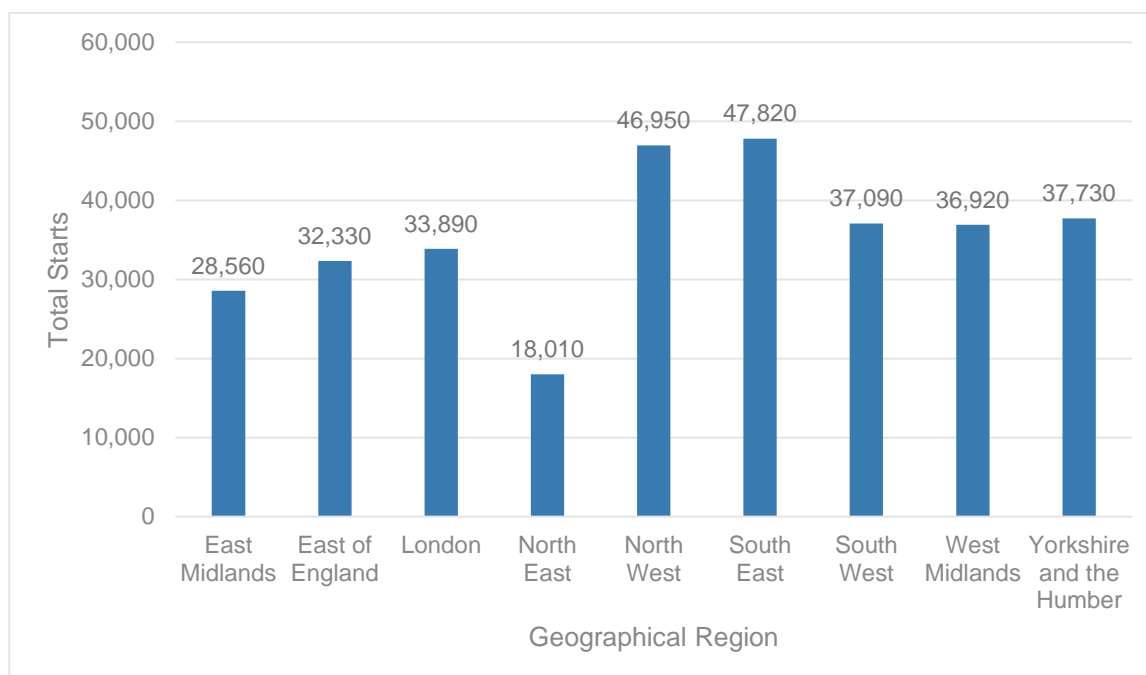 60,000
50,000
40,000
30,000
20,000
10,000
0
Total Starts
28,560
32,330
33,890
18,010
46,950
47,820
37,090
36,920
37,730
East
Midlands
East of
England
London
North
East
North
West
South
East
South
West
West
Midlands
Yorkshire
and the
Humber
Geographical Region